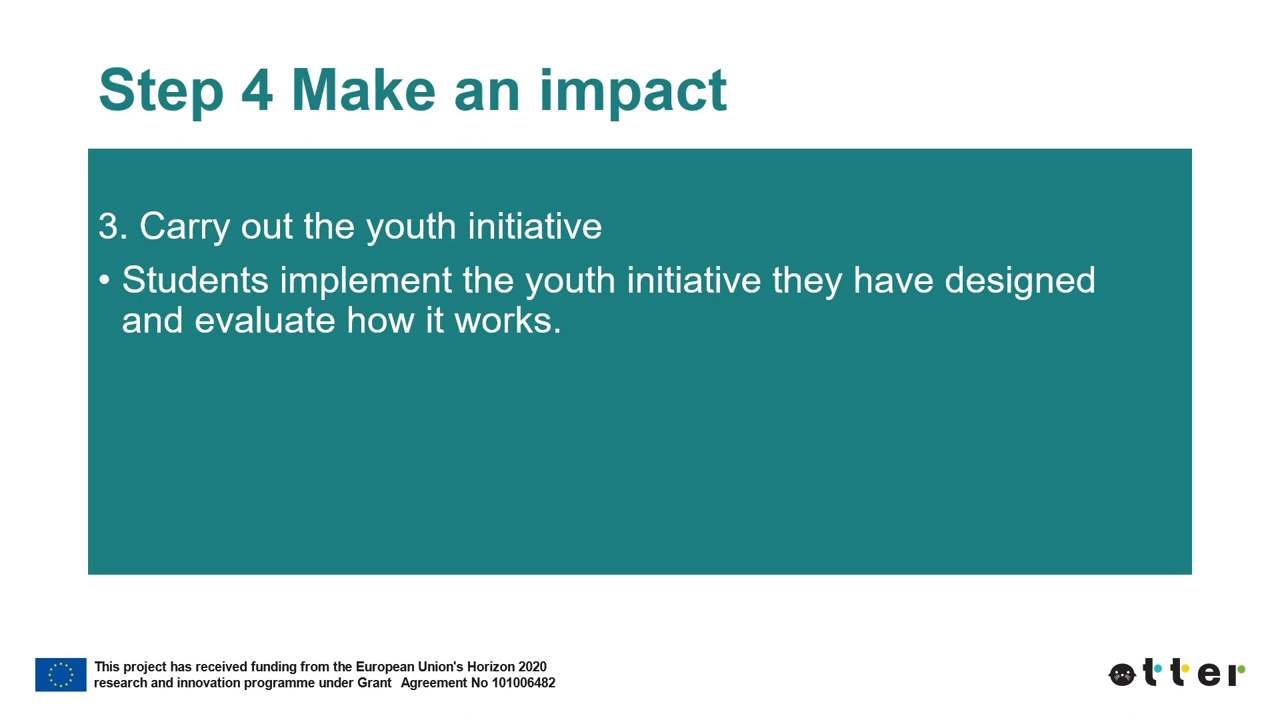 Step 4 Make an impact
3. Carry out the youth initiative
• Students implement the youth initiative they have designed
and evaluate how it works.
This project has received funding from the European Union's Horizon 2020
research and innovation programme under Grant Agreement No 101006482
otter